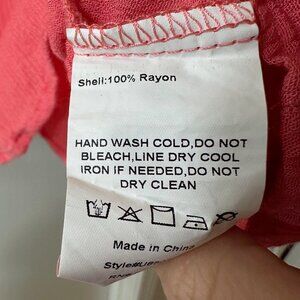 Shell:100% Rayon
HAND WASH COLD,DO NOT
BLEACH,LINE DRY COOL
IRON IF NEEDED,DO NOT
DRY CLEAN
Made in China